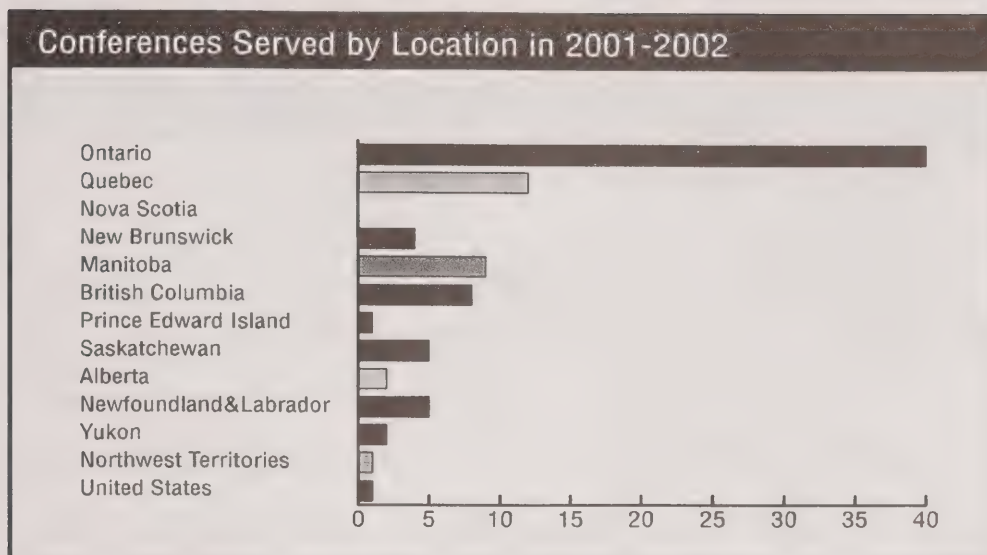 Conferences Served by Location in 2001-2002
Ontario
Quebec
Nova Scotia
New Brunswick
Manitoba
British Columbia
Prince Edward Island
Saskatchewan
Alberta
Newfoundland&Labrador
Yukon
Northwest Territories
United States
0 5 10 15 20 25 30 35 40